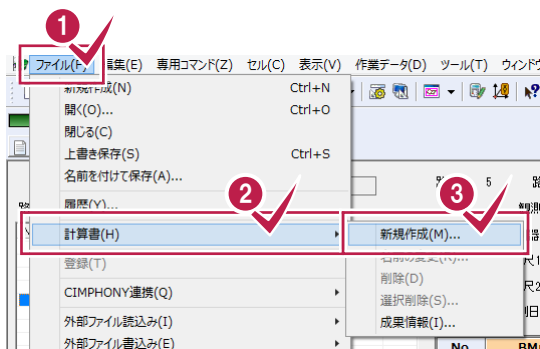 1
ファイル(F) 編集(E) 専用コマンド(Z) セル(C) 表示(V) 作業データ(D) ツール(T)
新規作成(N) Ctrl+N
開く(O)... Ctrl+O
閉じる(C)
上書き保存(S) Ctrl+S
名前を付けて保存(A)...
履歴(Y)...
5
2
3
計算書(H)
新規作成(M)...
名前の変更(R)...
削除(D)
選択削除(S)...
成果情報(I)...
登録(T)
CIMPHONY連携(Q)
外部ファイル読込み(I)
外部ファイル書込み(E)
No.